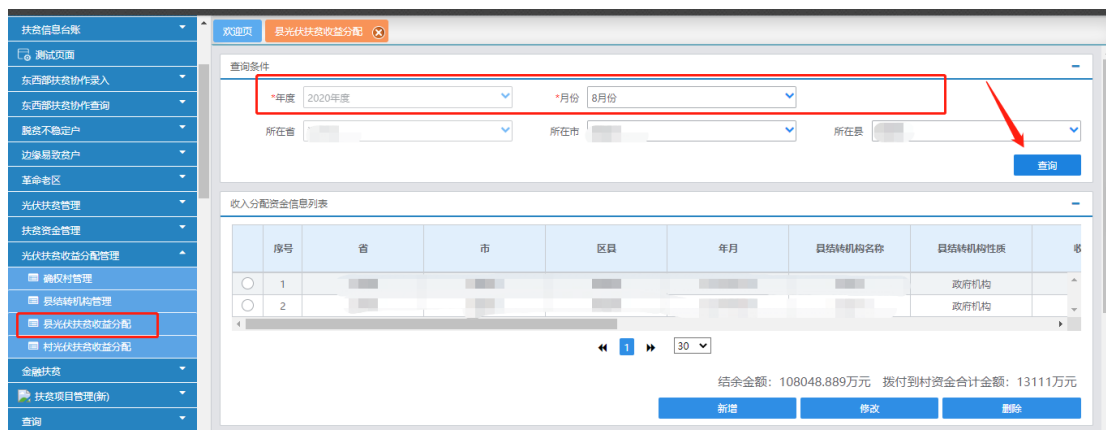 扶贫信息台账
测试页面
东西部扶贫协作录入
东西部扶贫协作查询
脱贫不稳定户
边缘易致贫户
革命老区
光伏扶贫管理
扶贫资金管理
光伏扶贫收益分配管理
确权村管理
县结转机构管理
县光伏扶贫收益分配
村光伏扶贫收益分配
金融扶贫
扶贫项目管理(新)
查询
欢迎页 县光伏扶贫收益分配
查询条件
*年度 2020年度 *月份 8月份
所在省 所在市 所在县
查询
收入分配资金信息列表
序号 省 市 区县 年月 县结转机构名称 县结转机构性质 收
1 政府机构
2 政府机构
1 30
结余金额：108048.889万元 拨付到村资金合计金额：13111万元
新增 修改 删除